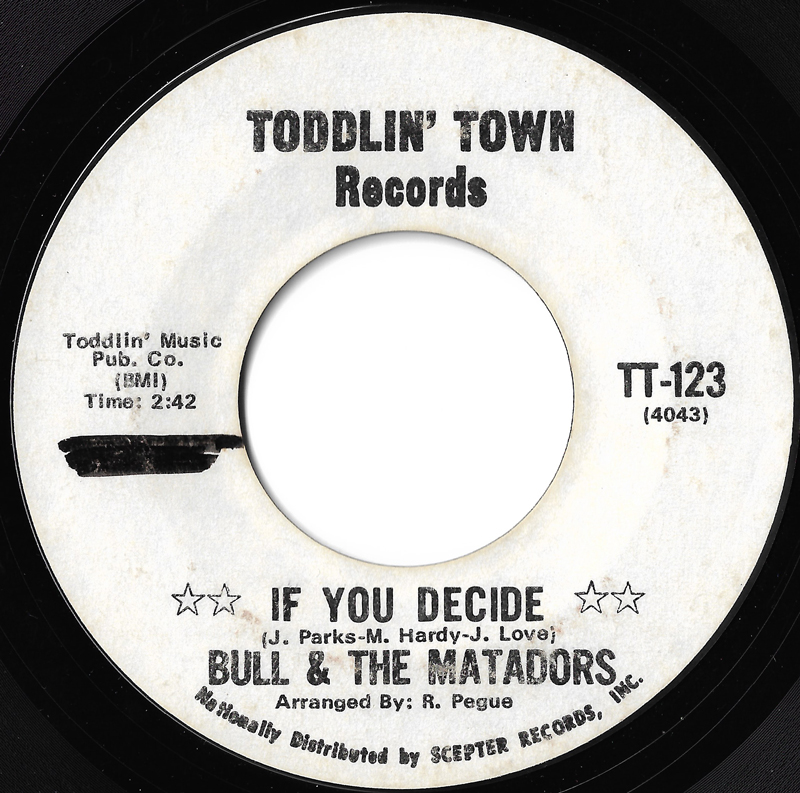 TODDLIN' TOWN
Records
Toddlin' Music
Pub. Co.
(BMI)
Time: 2:42
TT-123
(4043)
☆☆ IF YOU DECIDE ☆☆
(J. Parks-M. Hardy-J. Love)
BULL & THE MATADORS
Arranged By: R. Pegue
Nationally Distributed by SCEPTER RECORDS, INC.